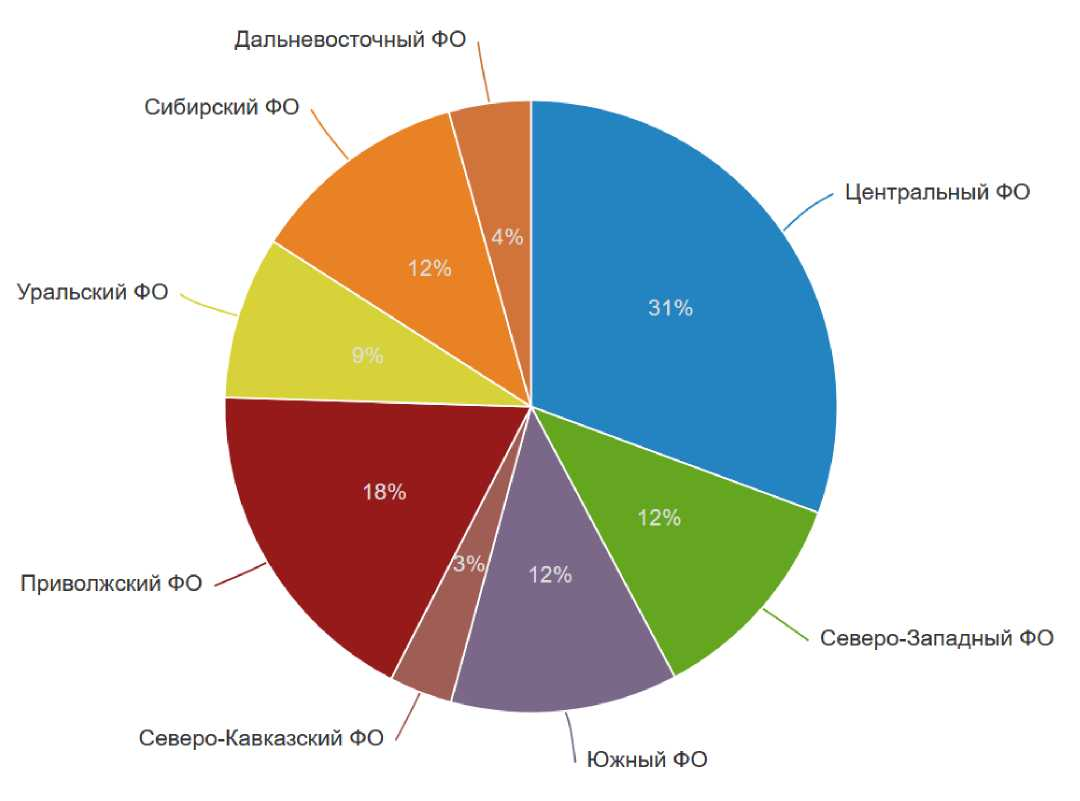 Дальневосточный ФО
Сибирский ФО
Центральный ФО
4%
12%
Уральский ФО
31%
9%
18%
12%
3%
12%
Приволжский ФО
Северо-Западный ФО
Северо-Кавказский ФО
Южный ФО